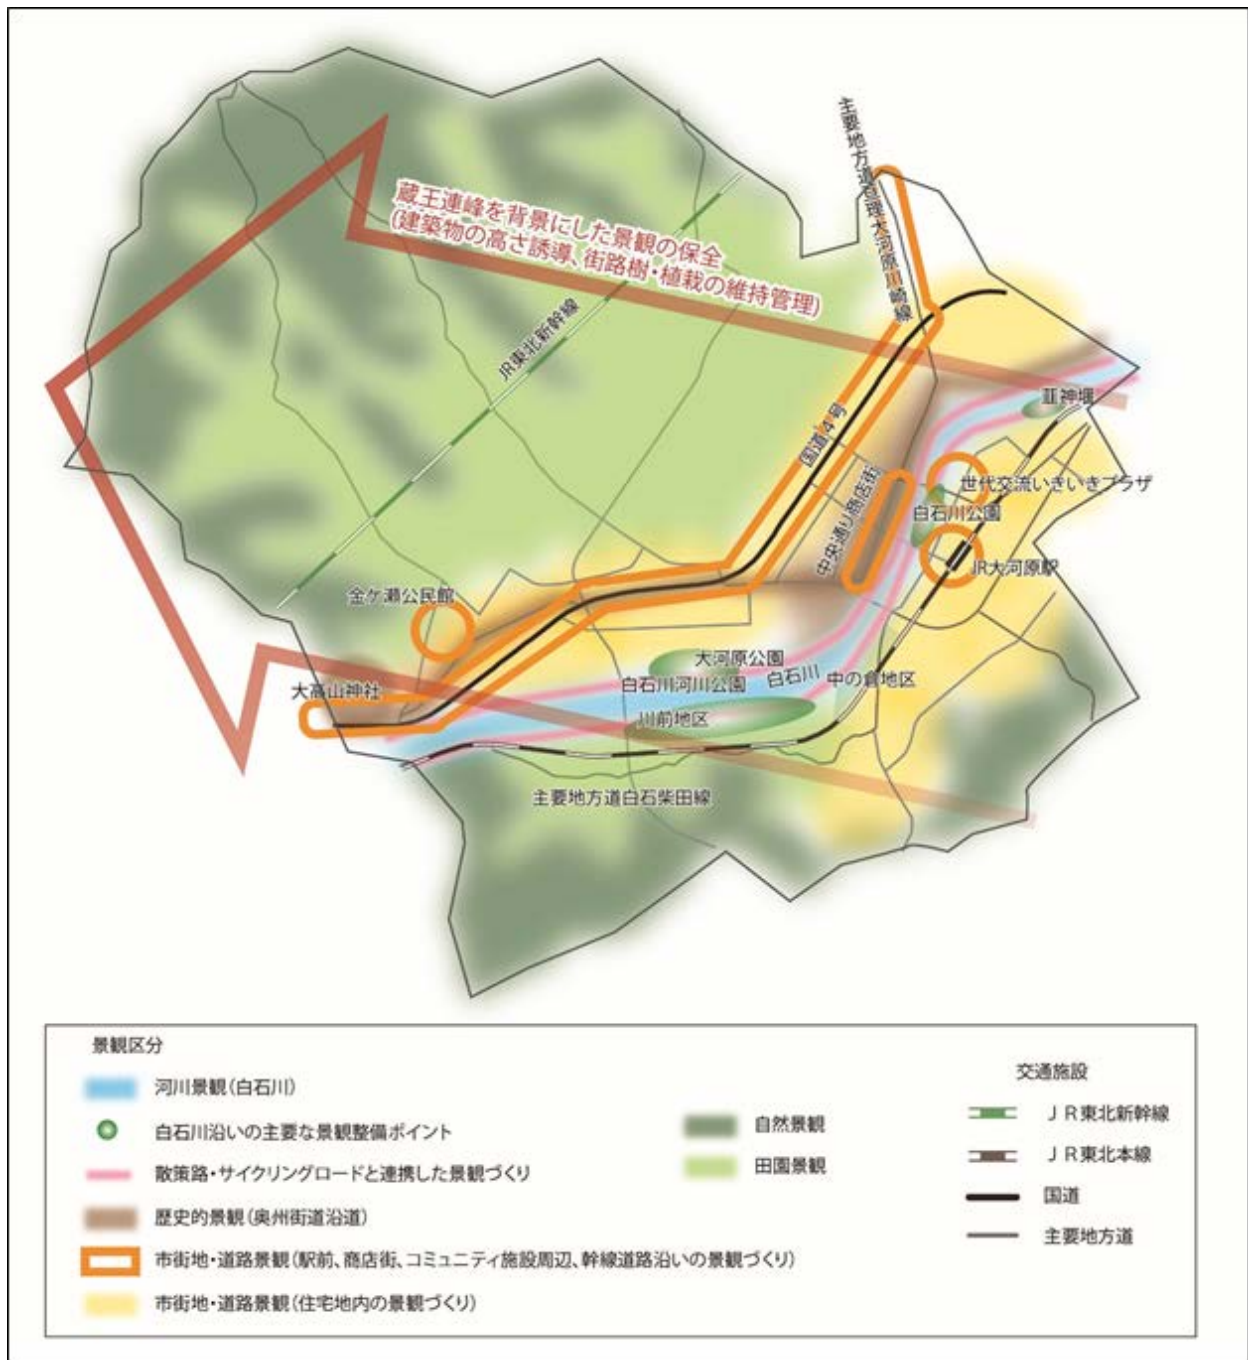 主要地方道亘理大河原川崎線
蔵王連峰を背景にした景観の保全
(建築物の高さ誘導、街路樹・植栽の維持管理)
JR東北新幹線
韮神堰
国道4号
中央通り商店街
世代交流いきいきプラザ
白石川公園
JR大河原駅
金ケ瀬公民館
大河原公園
大高山神社
白石川河川公園
白石川
中の倉地区
川前地区
主要地方道白石柴田線
景観区分
河川景観(白石川)
白石川沿いの主要な景観整備ポイント
散策路・サイクリングロードと連携した景観づくり
歴史的景観(奥州街道沿道)
市街地・道路景観(駅前、商店街、コミュニティ施設周辺、幹線道路沿いの景観づくり)
市街地・道路景観(住宅地内の景観づくり)
自然景観
田園景観
交通施設
JR東北新幹線
JR東北本線
国道
主要地方道